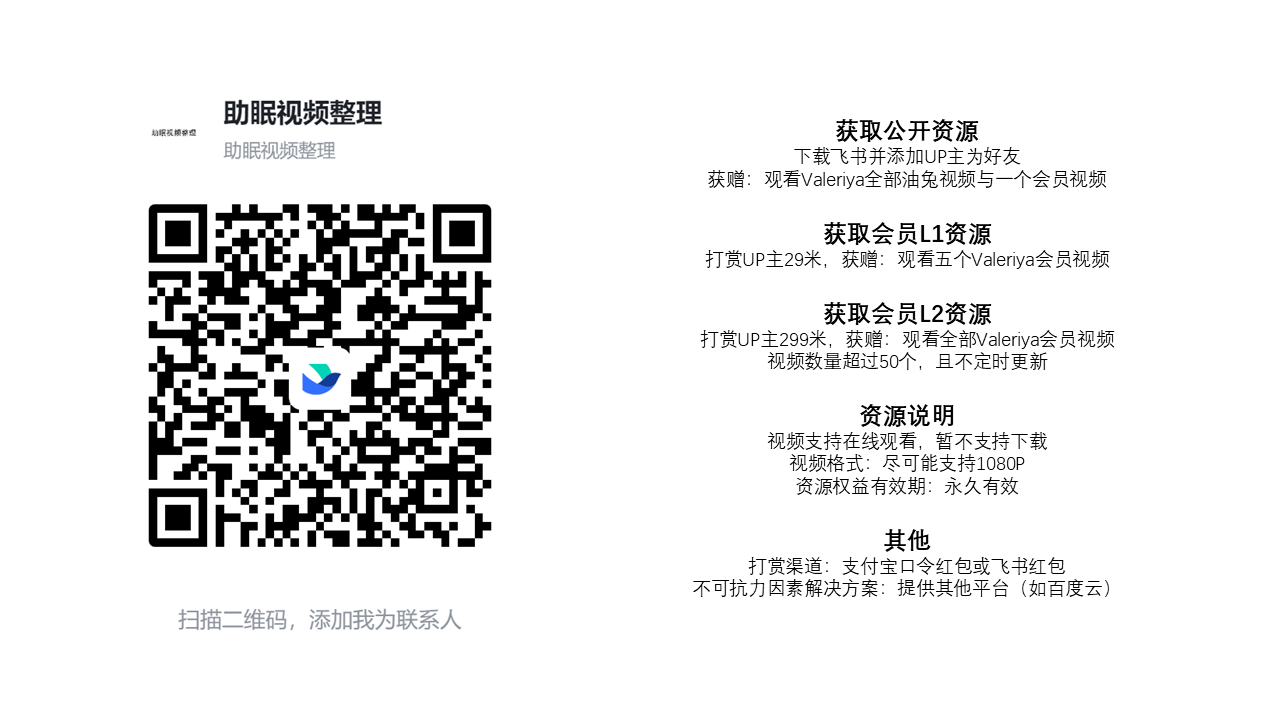 助眠视频整理
助眠视频整理
助眠视频整理
扫描二维码，添加我为联系人
获取公开资源
下载飞书并添加UP主为好友
获赠：观看Valeriya全部油兔视频与一个会员视频
获取会员L1资源
打赏UP主29米，获赠：观看五个Valeriya会员视频
获取会员L2资源
打赏UP主299米，获赠：观看全部Valeriya会员视频
视频数量超过50个，且不定时更新
资源说明
视频支持在线观看，暂不支持下载
视频格式：尽可能支持1080P
资源权益有效期：永久有效
其他
打赏渠道：支付宝口令红包或飞书红包
不可抗力因素解决方案：提供其他平台（如百度云）